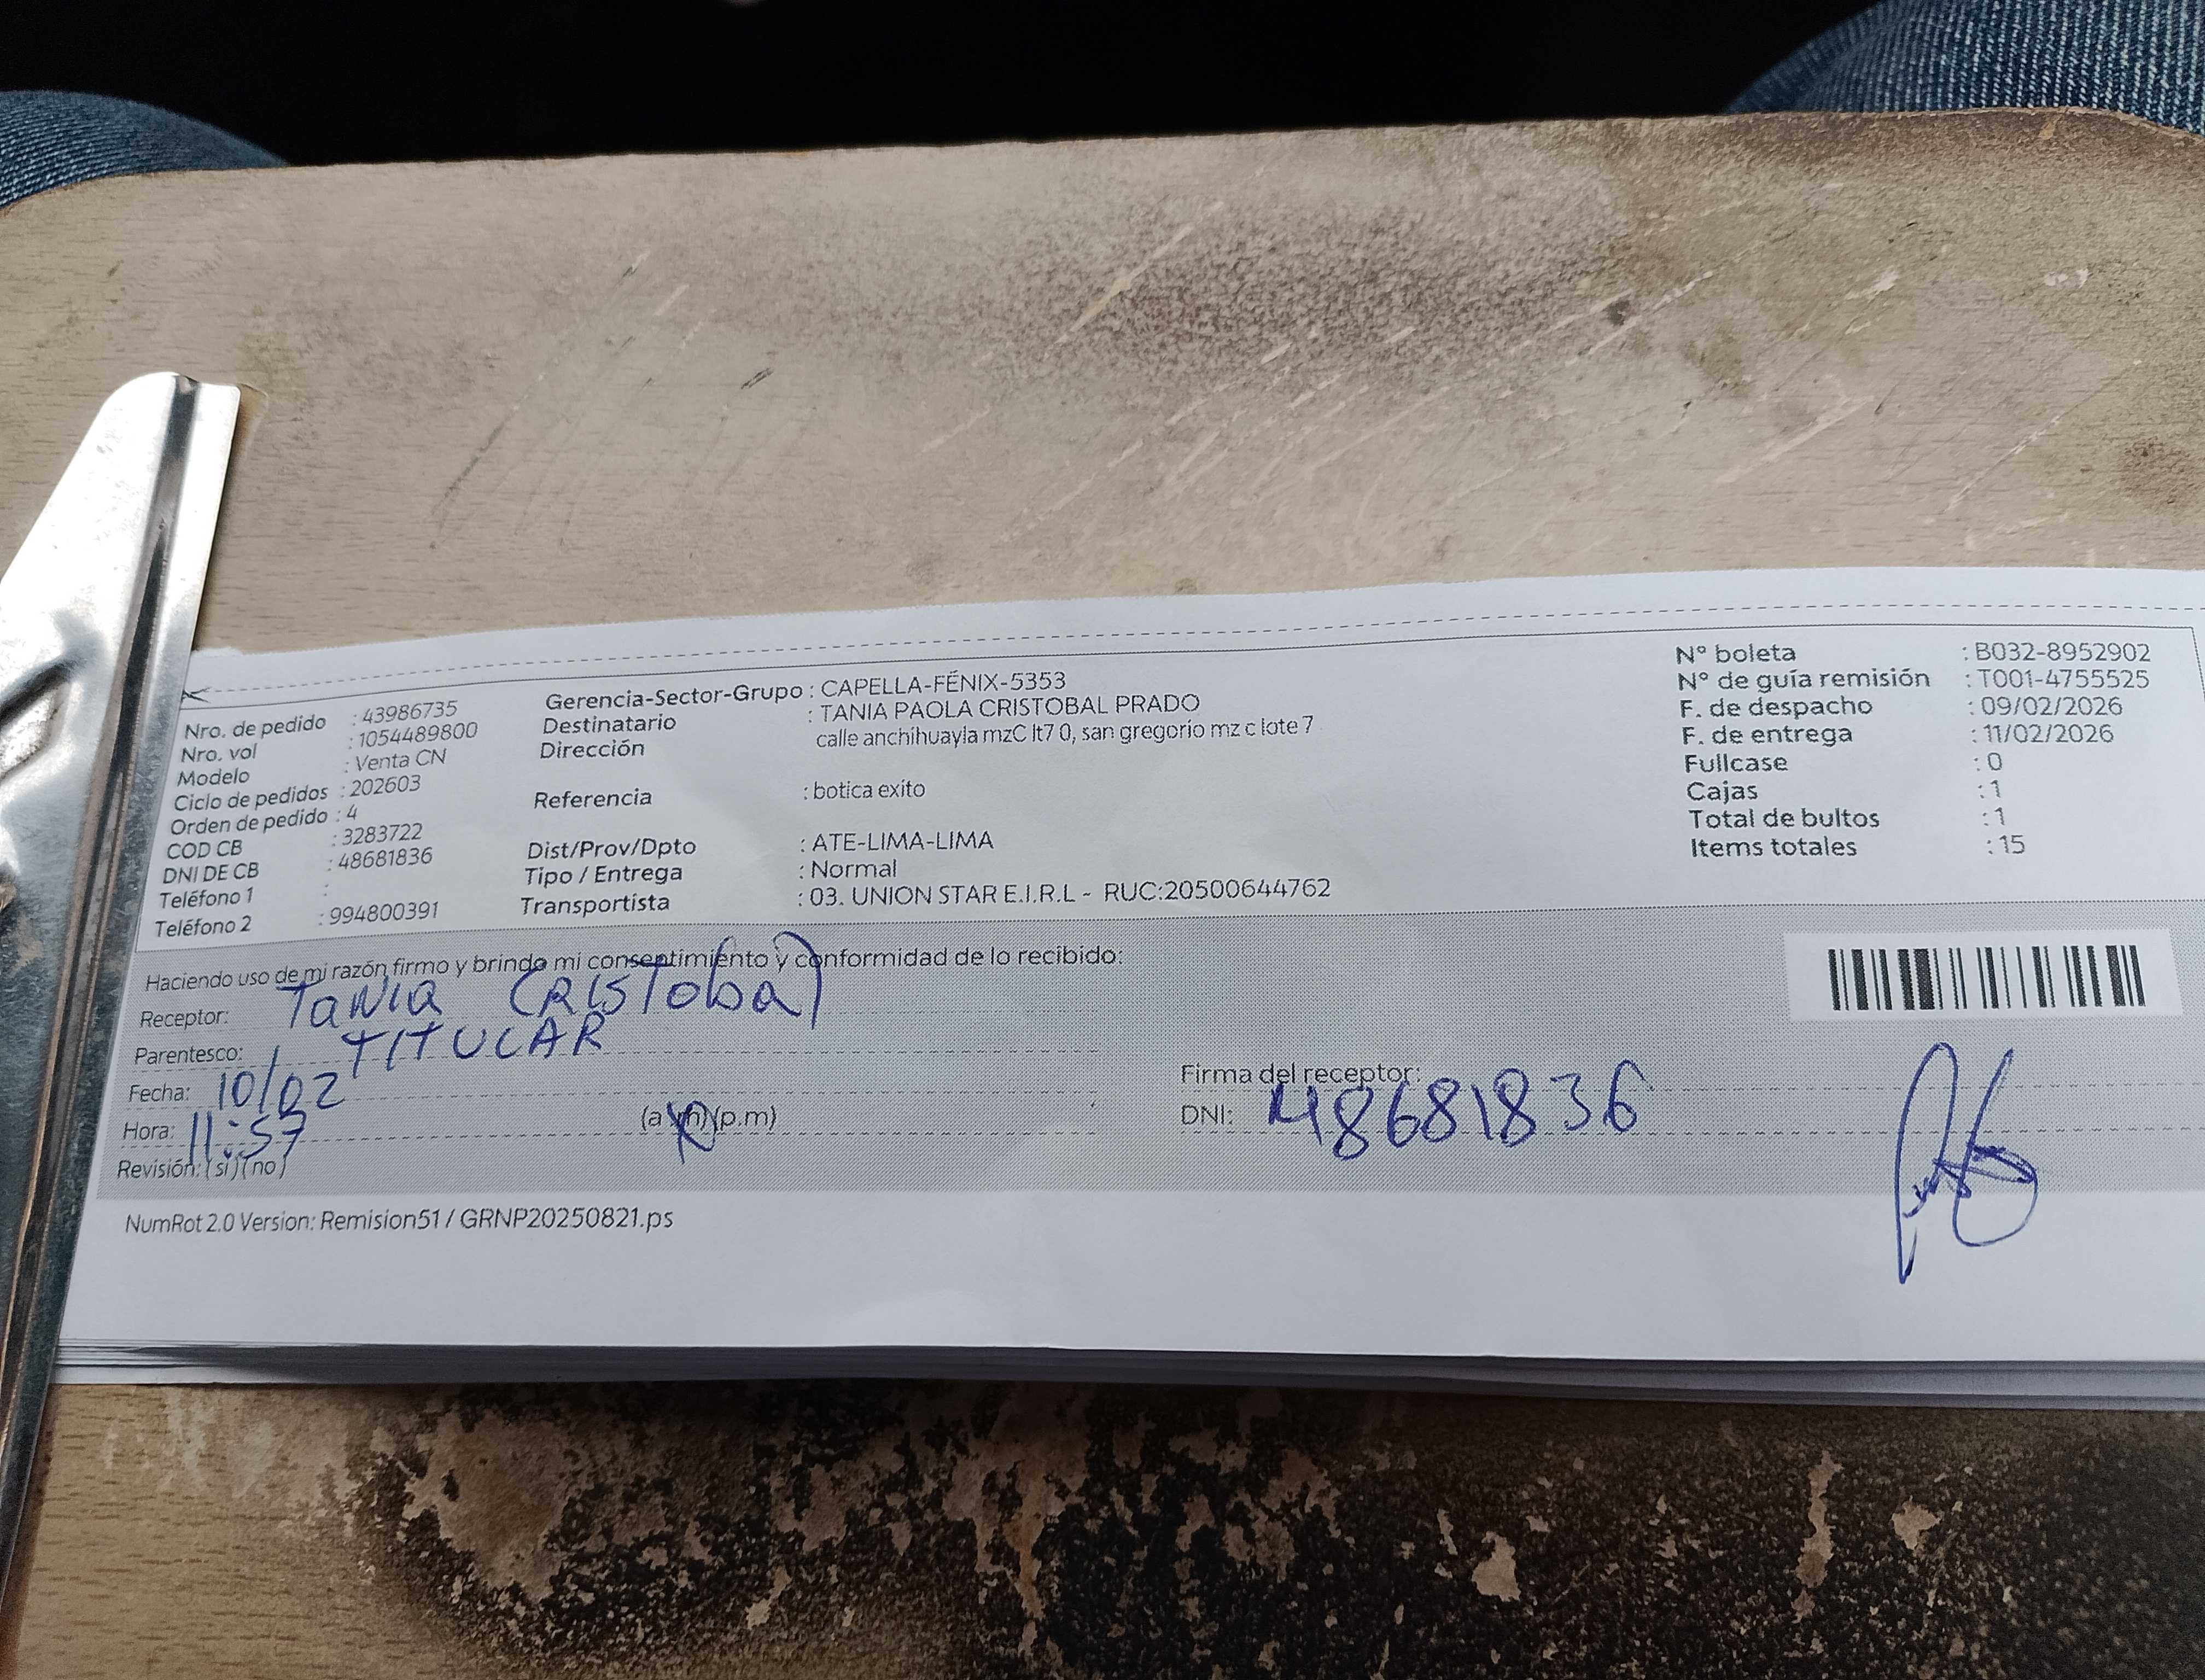 Nro. de pedido : 43986735
Nro. vol : 1054489800
Modelo : Venta CN
Ciclo de pedidos : 202603
Orden de pedido : 4
COD CB : 3283722
DNI DE CB : 48681836
Teléfono 1 :
Teléfono 2 : 994800391
Gerencia-Sector-Grupo : CAPELLA-FÉNIX-5353
Destinatario : TANIA PAOLA CRISTOBAL PRADO
Dirección calle anchihuayla mzC lt7 0, san gregorio mz c lote 7
Referencia : botica exito
Dist/Prov/Dpto : ATE-LIMA-LIMA
Tipo / Entrega : Normal
Transportista : 03. UNION STAR E.I.R.L - RUC:20500644762
N° boleta : B032-8952902
N° de guía remisión : T001-4755525
F. de despacho : 09/02/2026
F. de entrega : 11/02/2026
Fullcase : 0
Cajas : 1
Total de bultos : 1
Items totales : 15
Haciendo uso de mi razón firmo y brindo mi consentimiento y conformidad de lo recibido:
Receptor: Tania Cristobal
Parentesco: TITULAR
Fecha: 10/02
Hora: 11:57 (a.m)(p.m)
Revisión: (si)(no)
Firma del receptor:
DNI: 48681836
NumRot 2.0 Version: Remision51 / GRNP20250821.ps